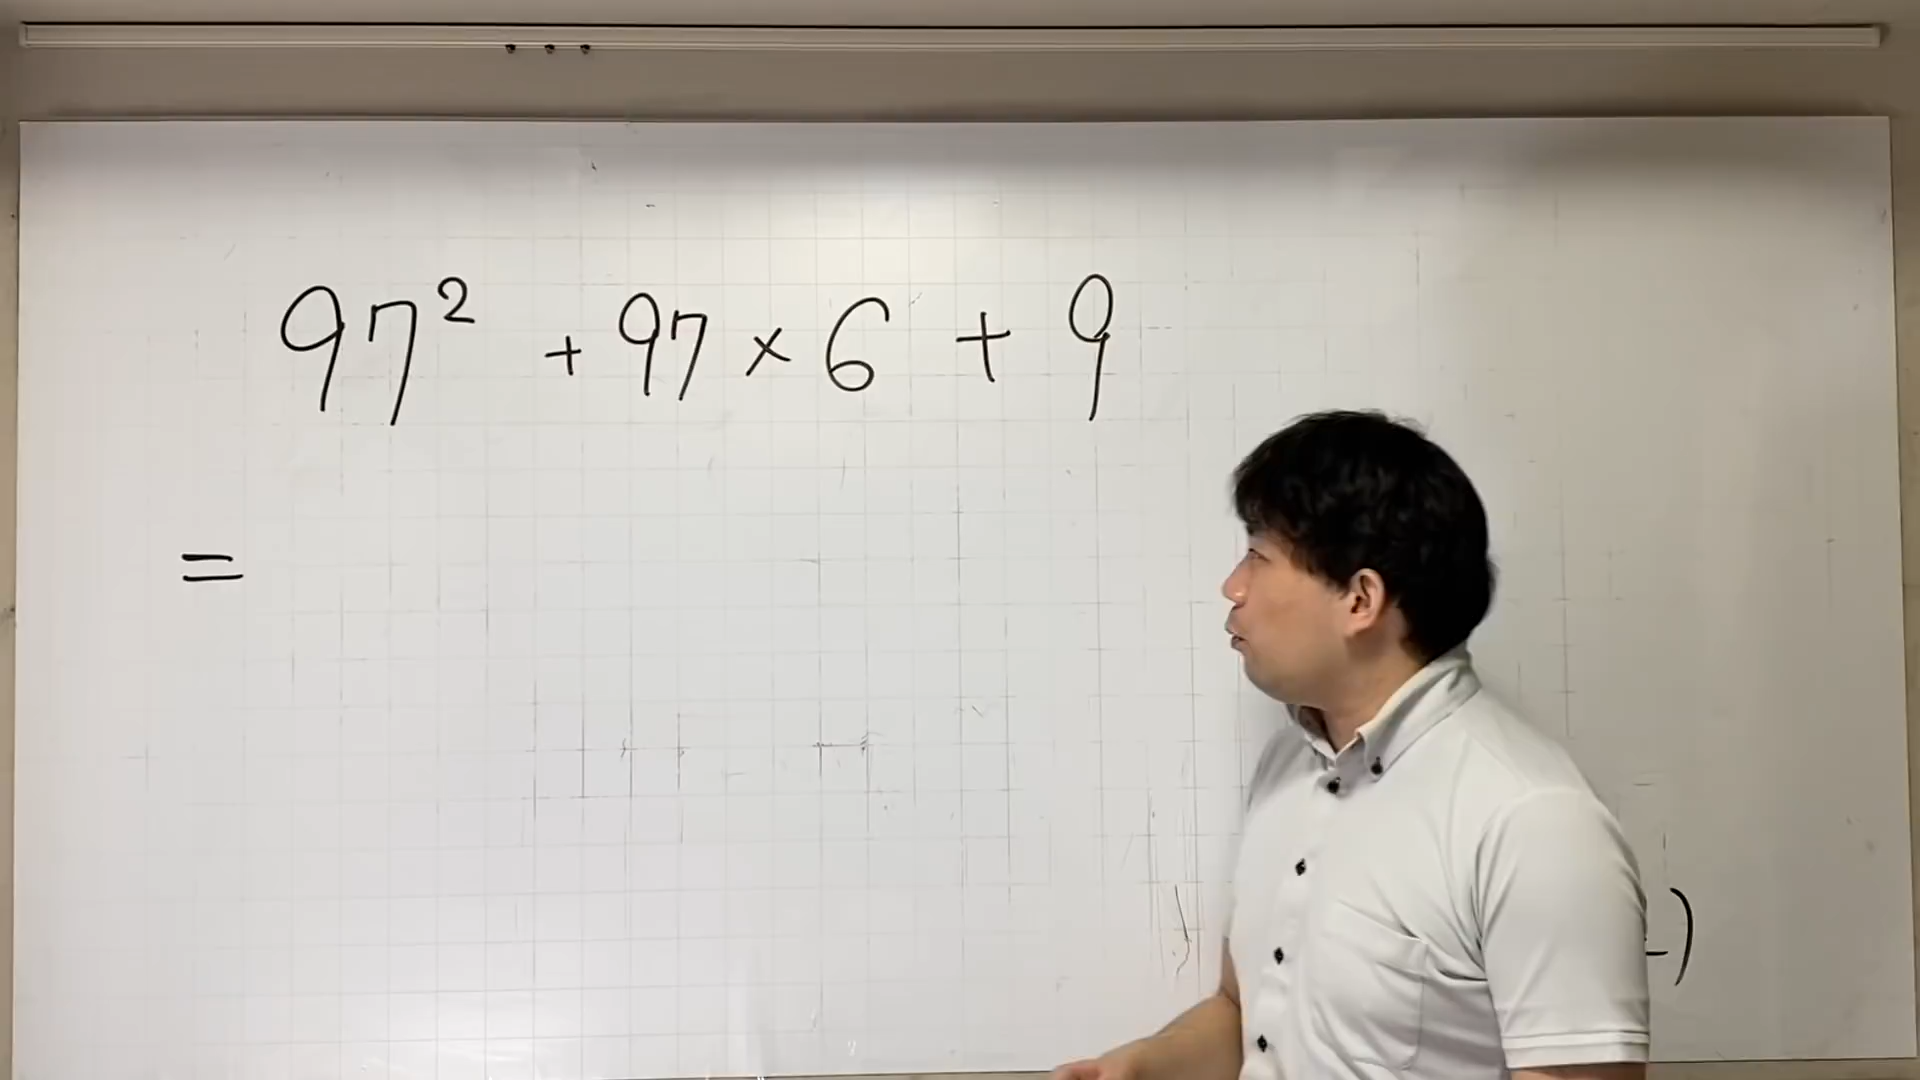 97² + 97 × 6 + 9
=
)